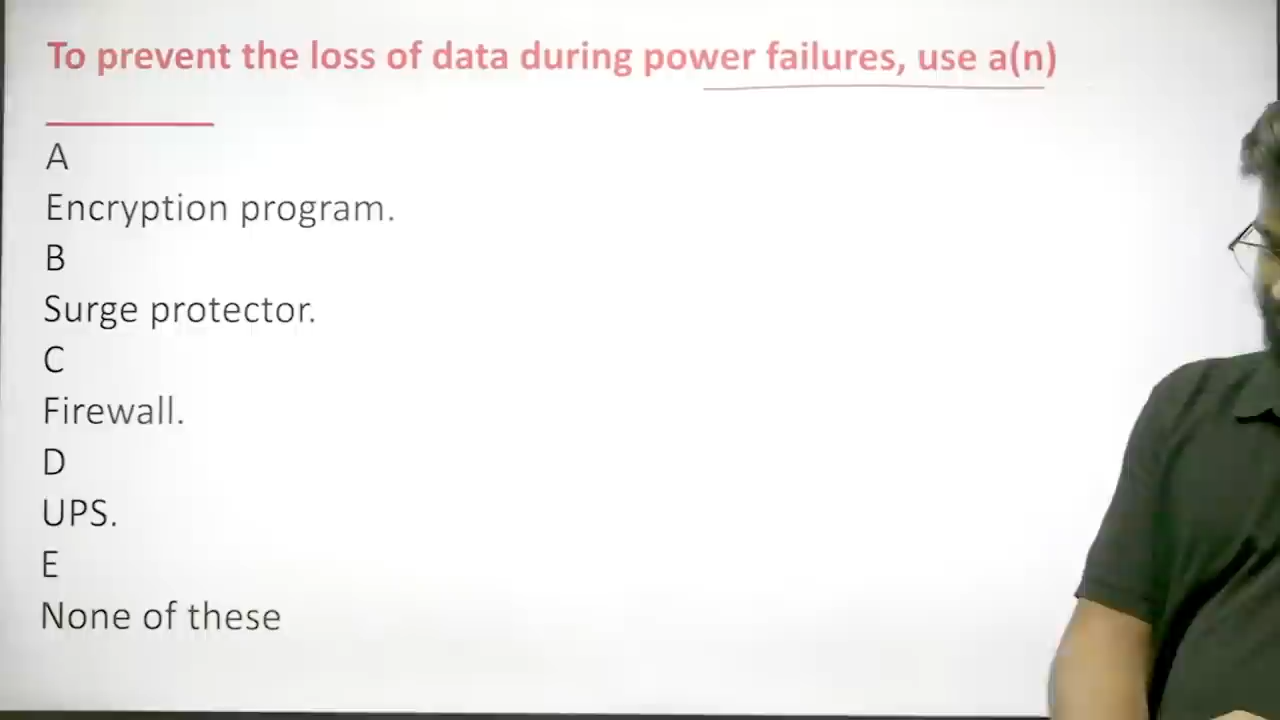 To prevent the loss of data during power failures, use a(n)
__________
A
Encryption program.
B
Surge protector.
C
Firewall.
D
UPS.
E
None of these